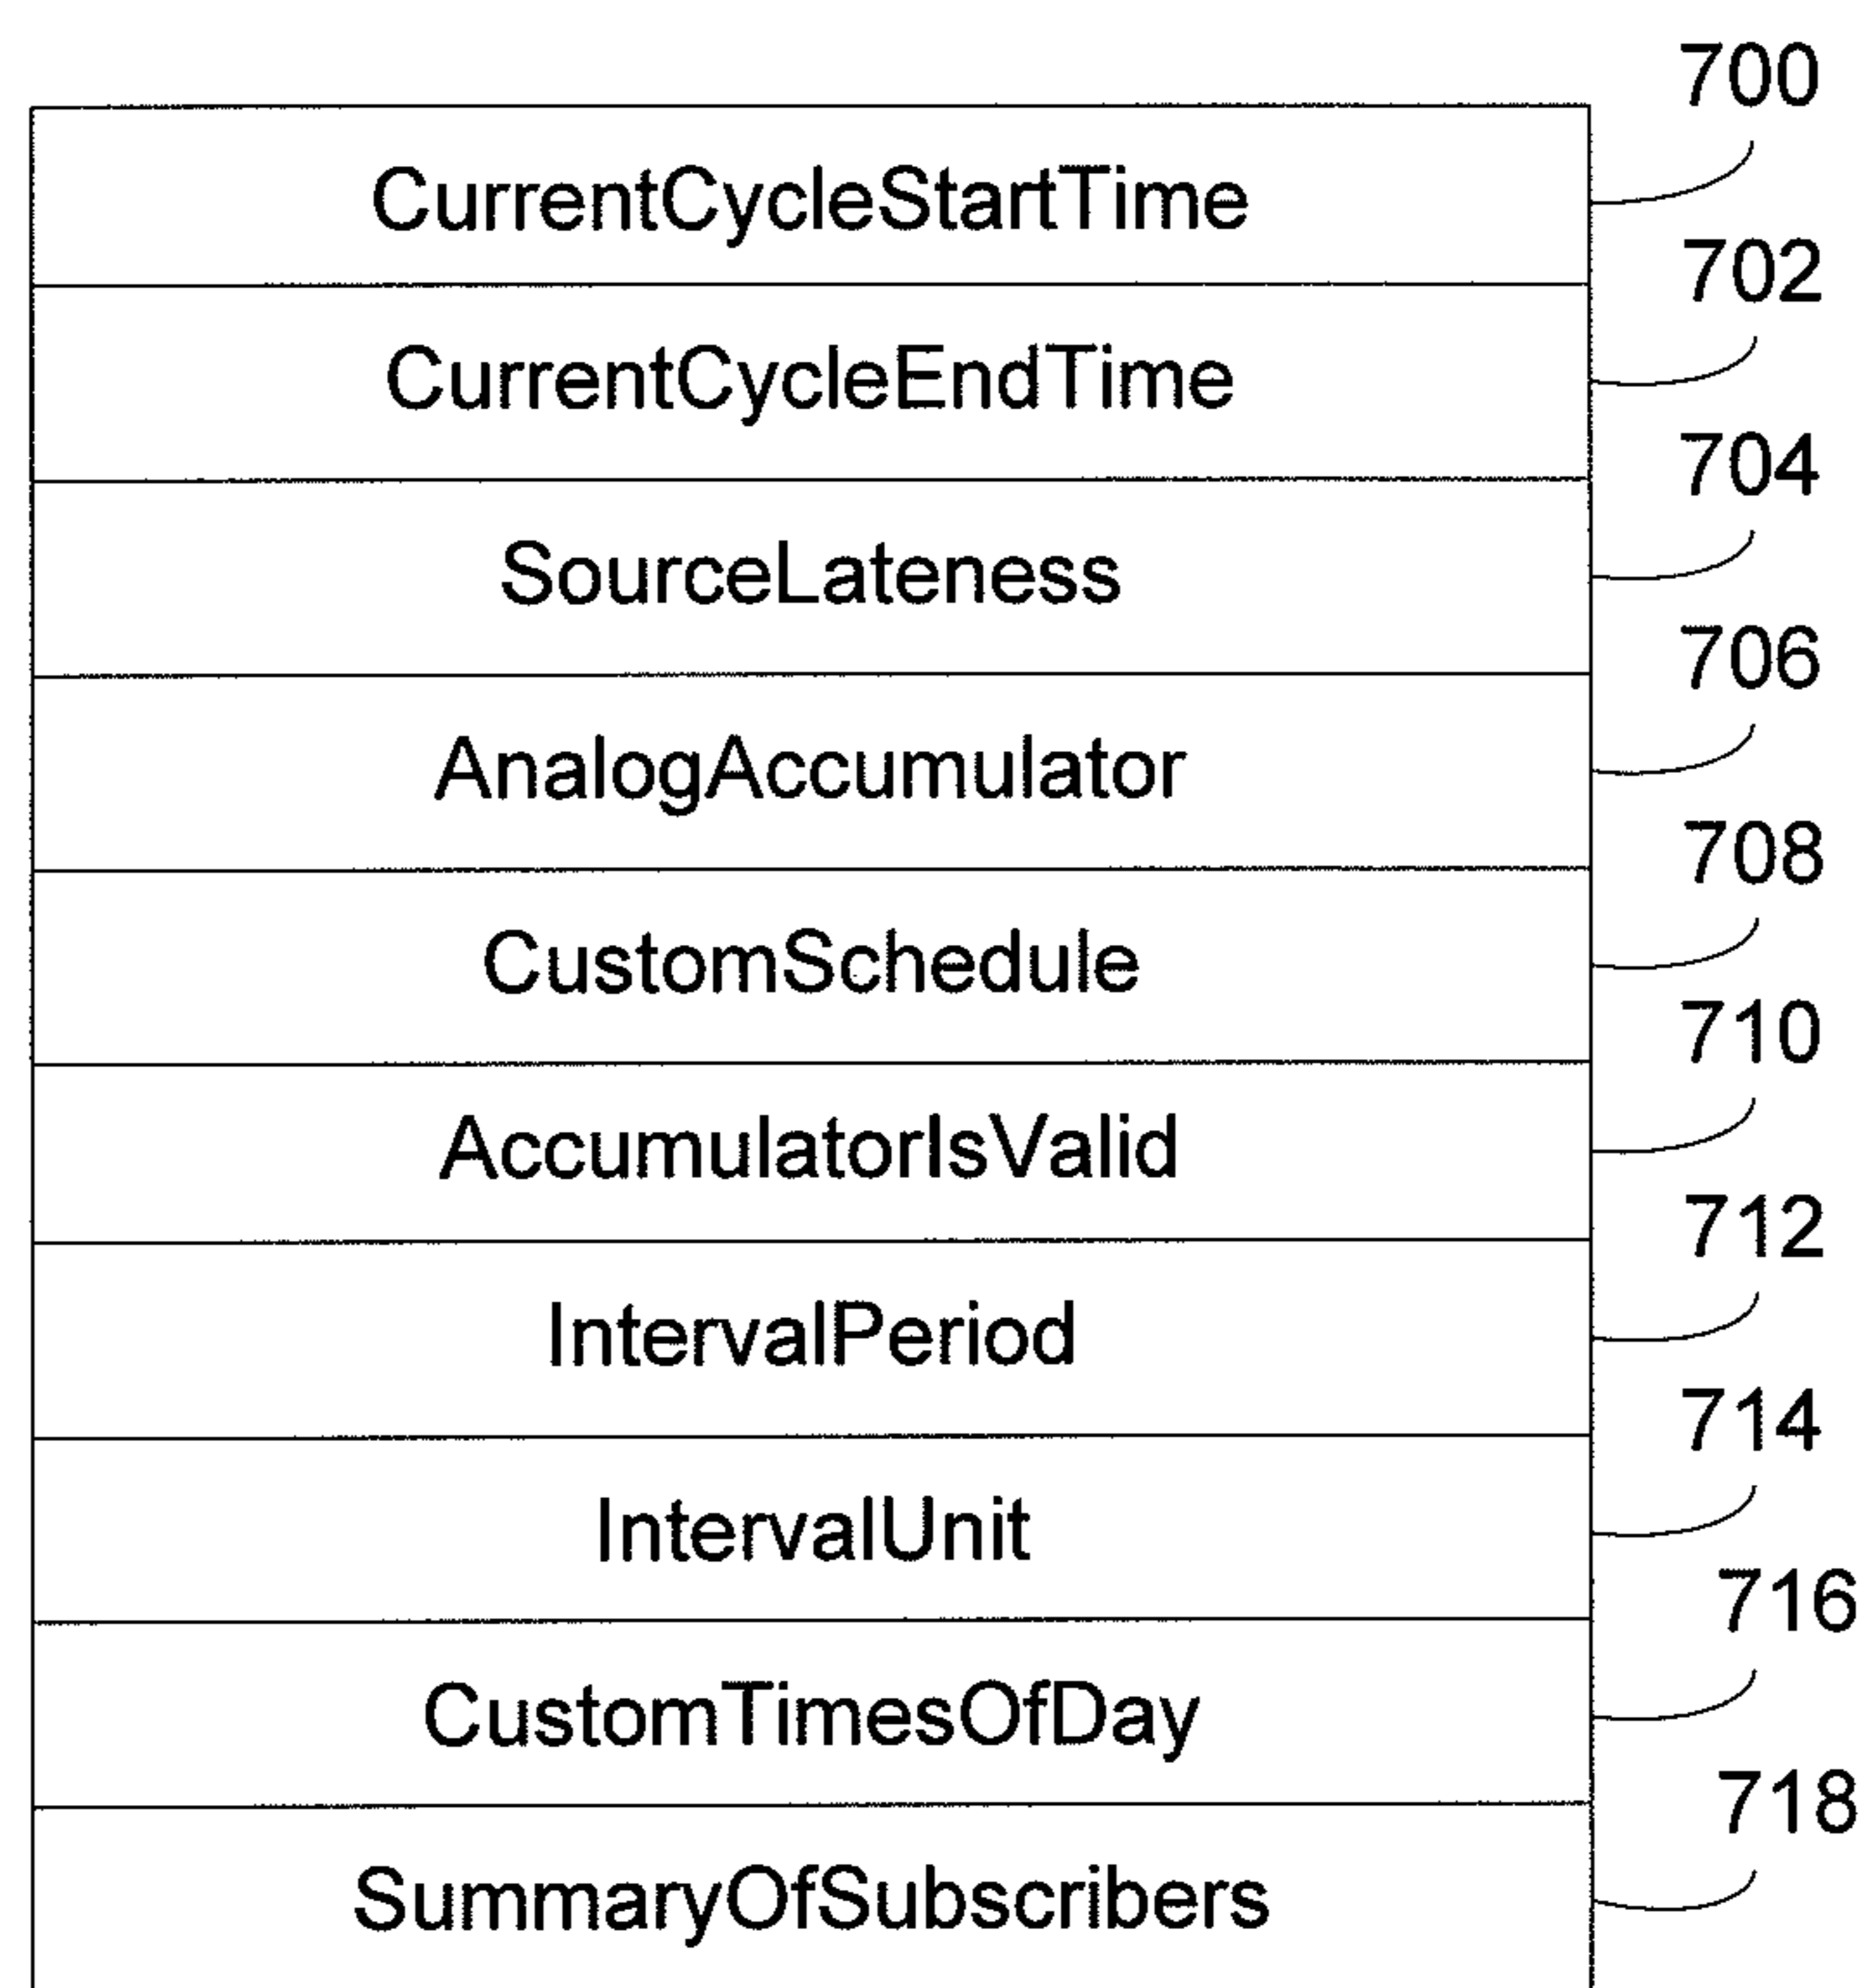 700
CurrentCycleStartTime
702
CurrentCycleEndTime
704
SourceLateness
706
AnalogAccumulator
708
CustomSchedule
710
AccumulatorIsValid
712
IntervalPeriod
714
IntervalUnit
716
CustomTimesOfDay
718
SummaryOfSubscribers